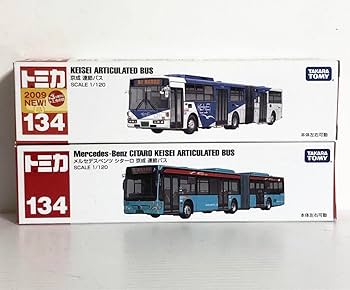 トミカ
2009
NEW!
134
KEISEI ARTICULATED BUS
京成 連節バス
SCALE 1/120
TAKARA
TOMY
本体左右可動
トミカ
134
Mercedes-Benz CITARO KEISEI ARTICULATED BUS
メルセデスベンツ シターロ 京成 連節バス
SCALE 1/120
TAKARA
TOMY
本体左右可動